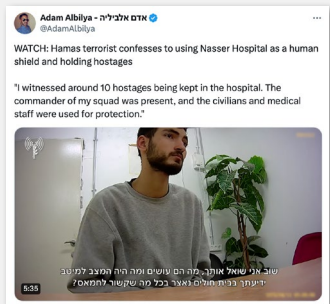 Adam Albilya - אדם אלביליה
@AdamAlbilya
WATCH: Hamas terrorist confesses to using Nasser Hospital as a human
shield and holding hostages
"I witnessed around 10 hostages being kept in the hospital. The
commander of my squad was present, and the civilians and medical
staff were used for protection."
שוב אני שואל אותך, מה הם עושים ומה היה המצב למיטב
ידיעתך בבית חולים נאצר בכל מה שקשור לחמאס?
5:35